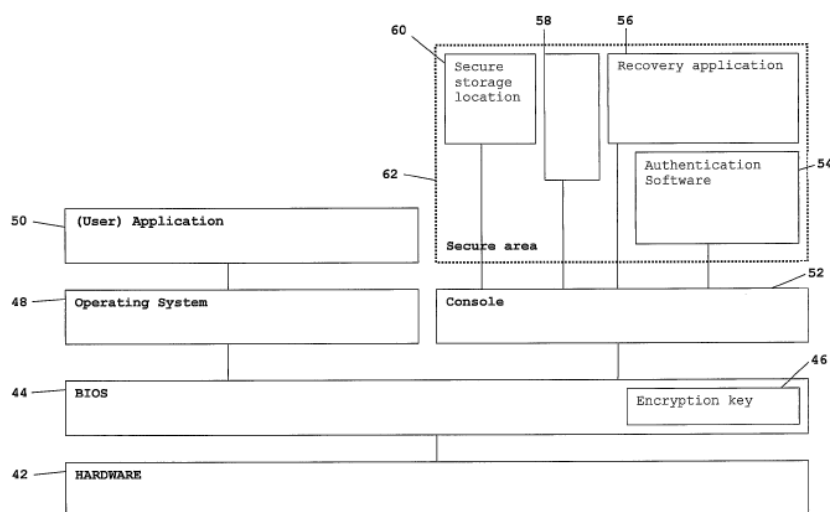 60
58
56
Secure
storage
location
Recovery application
62
Authentication
Software
54
50
(User) Application
Secure area
52
48
Operating System
Console
46
44
BIOS
Encryption key
42
HARDWARE